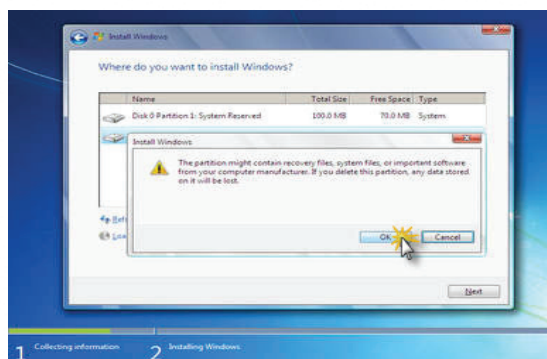 Install Windows
Where do you want to install Windows?
Name Total Size Free Space Type
Disk 0 Partition 1: System Reserved 100.0 MB 70.0 MB System
Install Windows
The partition might contain recovery files, system files, or important software
from your computer manufacturer. If you delete this partition, any data stored
on it will be lost.
OK Cancel
Next
1 Collecting information 2 Installing Windows